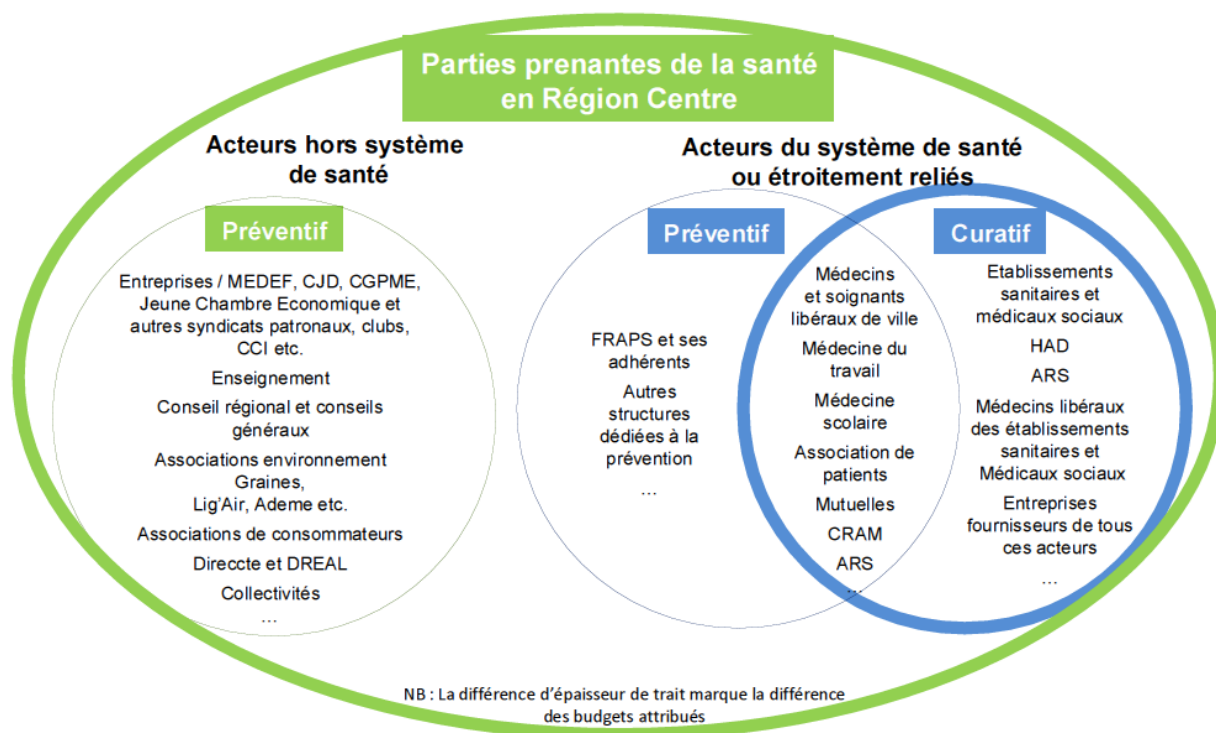 Parties prenantes de la santé
en Région Centre
Acteurs hors système
de santé
Préventif
Entreprises / MEDEF, CJD, CGPME,
Jeune Chambre Economique et
autres syndicats patronaux, clubs,
CCI etc.
Enseignement
Conseil régional et conseils
généraux
Associations environnement
Graines,
Lig'Air, Ademe etc.
Associations de consommateurs
Direccte et DREAL
Collectivités
…
Acteurs du système de santé
ou étroitement reliés
Préventif
FRAPS et ses
adhérents
Autres
structures
dédiées à la
prévention
…
Médecins
et soignants
libéraux de ville
Médecine du
travail
Médecine
scolaire
Association de
patients
Mutuelles
CRAM
ARS
…
Curatif
Etablissements
sanitaires et
médicaux sociaux
HAD
ARS
Médecins libéraux
des établissements
sanitaires et
Médicaux sociaux
Entreprises
fournisseurs de tous
ces acteurs
…
NB : La différence d'épaisseur de trait marque la différence
des budgets attribués